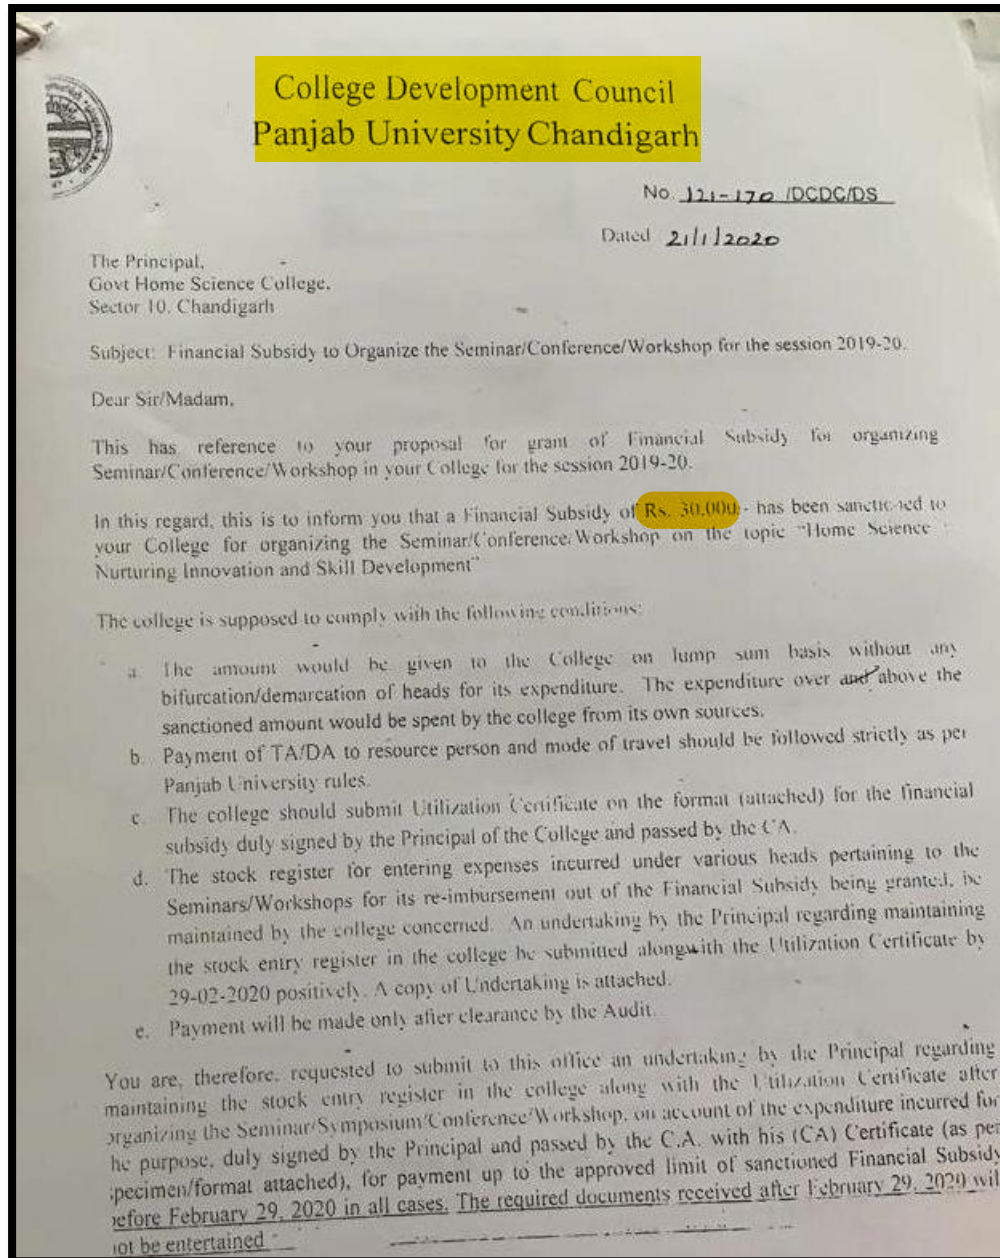 College Development Council
Panjab University Chandigarh
No. 121-170 /DCDC/DS
Dated 21/1/2020
The Principal,
Govt Home Science College,
Sector 10, Chandigarh
Subject: Financial Subsidy to Organize the Seminar/Conference/Workshop for the session 2019-20.
Dear Sir/Madam,
This has reference to your proposal for grant of Financial Subsidy for organizing
Seminar/Conference/Workshop in your College for the session 2019-20.
In this regard, this is to inform you that a Financial Subsidy of Rs. 30,000/- has been sanctioned to
your College for organizing the Seminar/Conference/Workshop on the topic "Home Science :
Nurturing Innovation and Skill Development"
The college is supposed to comply with the following conditions:
a. The amount would be given to the College on lump sum basis without any
bifurcation/demarcation of heads for its expenditure. The expenditure over and above the
sanctioned amount would be spent by the college from its own sources.
b. Payment of TA/DA to resource person and mode of travel should be followed strictly as per
Panjab University rules.
c. The college should submit Utilization Certificate on the format (attached) for the financial
subsidy duly signed by the Principal of the College and passed by the CA.
d. The stock register for entering expenses incurred under various heads pertaining to the
Seminars/Workshops for its re-imbursement out of the Financial Subsidy being granted, be
maintained by the college concerned. An undertaking by the Principal regarding maintaining
the stock entry register in the college be submitted alongwith the Utilization Certificate by
29-02-2020 positively. A copy of Undertaking is attached.
e. Payment will be made only after clearance by the Audit.
You are, therefore, requested to submit to this office an undertaking by the Principal regarding
maintaining the stock entry register in the college along with the Utilization Certificate after
organizing the Seminar/Symposium/Conference/Workshop, on account of the expenditure incurred for
he purpose, duly signed by the Principal and passed by the C.A. with his (CA) Certificate (as per
specimen/format attached), for payment up to the approved limit of sanctioned Financial Subsidy
before February 29, 2020 in all cases. The required documents received after February 29, 2020 wil
not be entertained